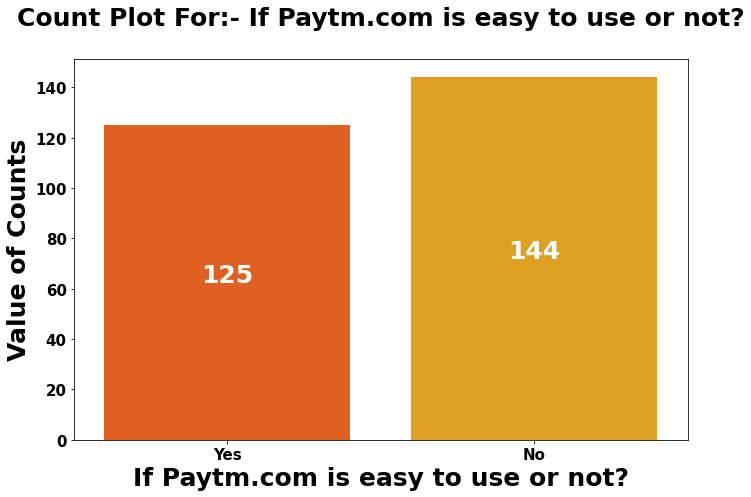 Count Plot For:- If Paytm.com is easy to use or not?
Value of Counts
140
120
100
80
60
40
20
0
125
144
Yes
No
If Paytm.com is easy to use or not?